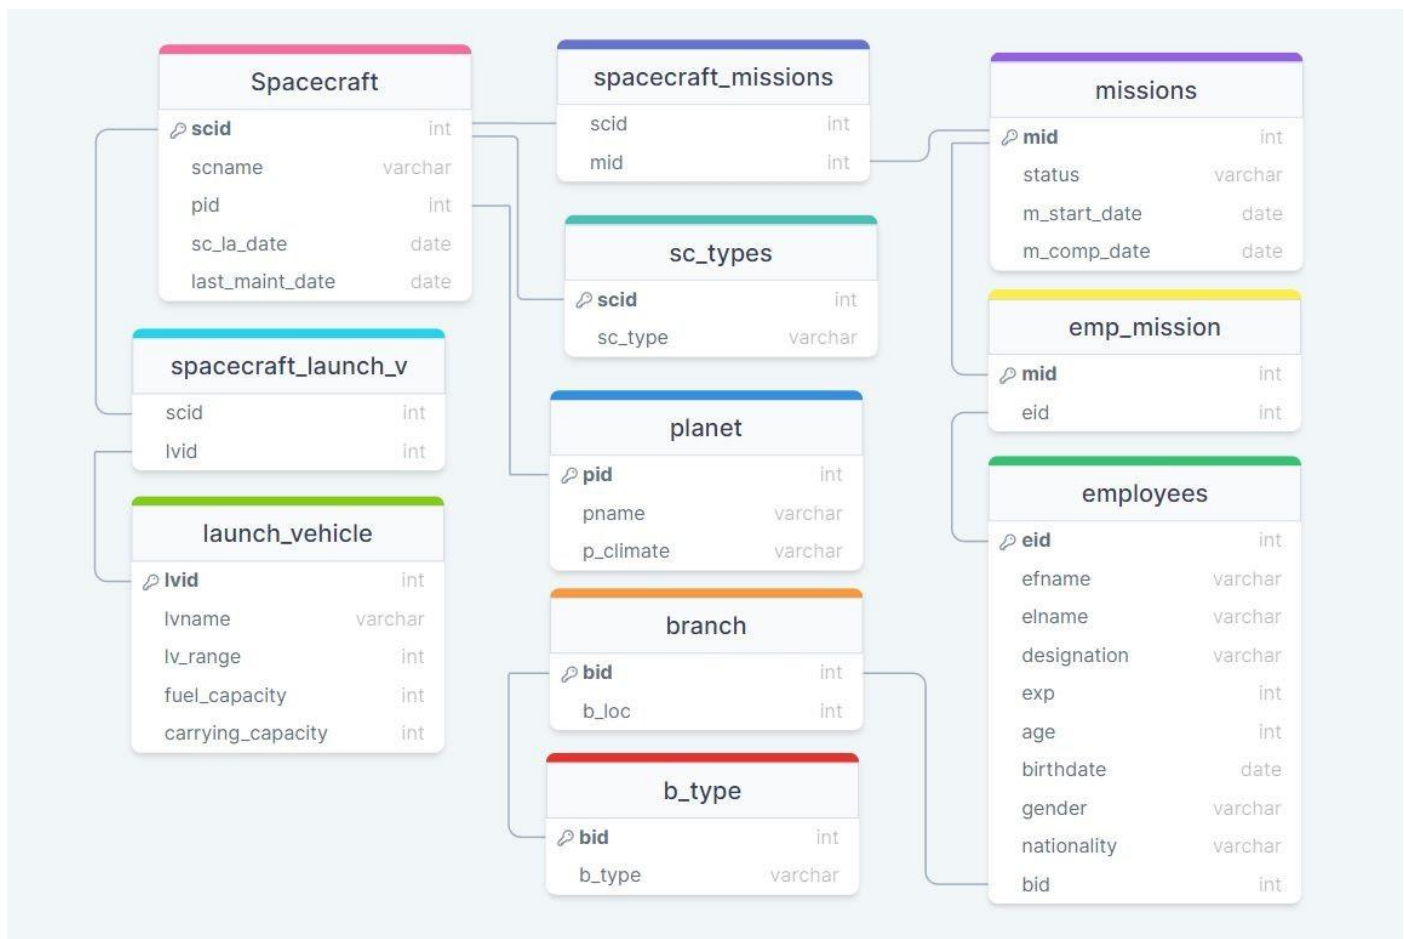 Spacecraft
scid int
scname varchar
pid int
sc_la_date date
last_maint_date date
spacecraft_launch_v
scid int
lvid int
launch_vehicle
lvid int
lvname varchar
lv_range int
fuel_capacity int
carrying_capacity int
spacecraft_missions
scid int
mid int
sc_types
scid int
sc_type varchar
planet
pid int
pname varchar
p_climate varchar
branch
bid int
b_loc int
b_type
bid int
b_type varchar
missions
mid int
status varchar
m_start_date date
m_comp_date date
emp_mission
mid int
eid int
employees
eid int
efname varchar
elname varchar
designation varchar
exp int
age int
birthdate date
gender varchar
nationality varchar
bid int